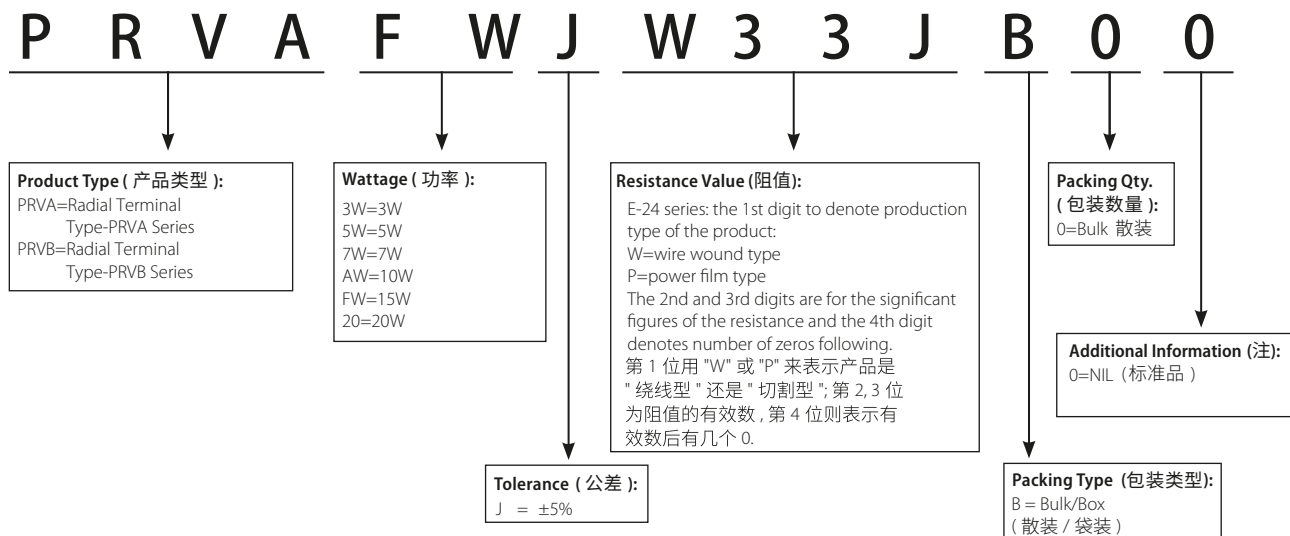 P R V A F W J W 3 3 J B 0 0
Product Type ( 产品类型 ):
PRVA=Radial Terminal
Type-PRVA Series
PRVB=Radial Terminal
Type-PRVB Series
Wattage ( 功率 ):
3W=3W
5W=5W
7W=7W
AW=10W
FW=15W
20=20W
Resistance Value (阻值):
E-24 series: the 1st digit to denote production
type of the product:
W=wire wound type
P=power film type
The 2nd and 3rd digits are for the significant
figures of the resistance and the 4th digit
denotes number of zeros following.
第 1 位用 "W" 或 "P" 来表示产品是
" 绕线型 " 还是 " 切割型 "; 第 2, 3 位
为阻值的有效数 , 第 4 位则表示有
效数后有几个 0.
Packing Qty.
( 包装数量 ):
0=Bulk 散装
Additional Information (注):
0=NIL (标准品 )
Tolerance ( 公差 ):
J = ±5%
Packing Type (包装类型):
B = Bulk/Box
( 散装 / 袋装 )